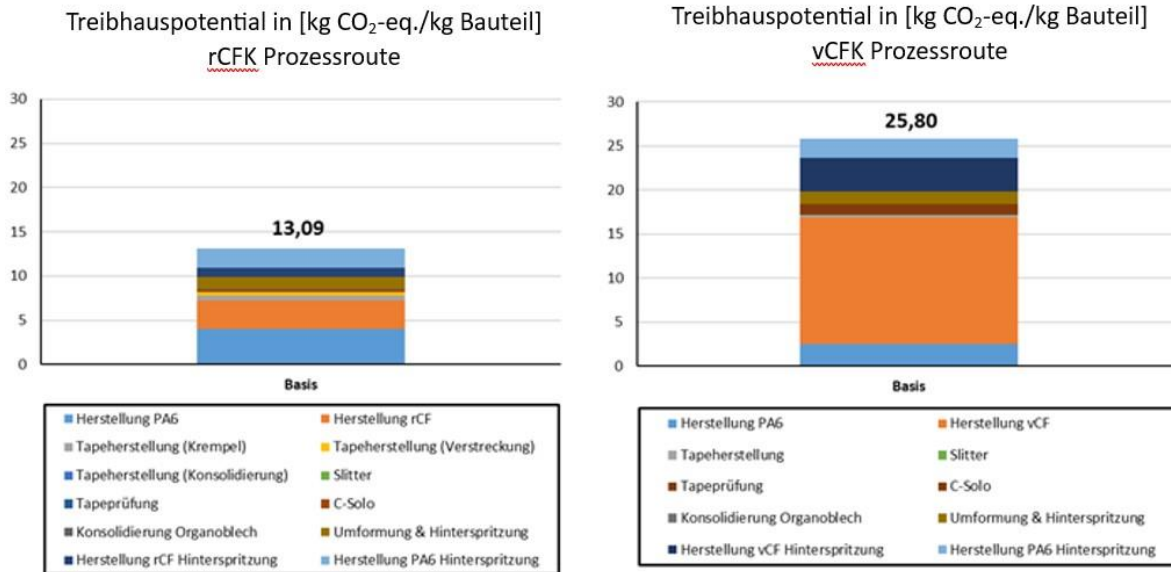 Treibhauspotential in [kg CO₂-eq./kg Bauteil]
rCFK Prozessroute
30
25
20
15
10
5
0
13,09
Basis
Herstellung PA6
Herstellung rCF
Tapeherstellung (Krempel)
Tapeherstellung (Verstreckung)
Tapeherstellung (Konsolidierung)
Slitter
Tapeprüfung
C-Solo
Konsolidierung Organoblech
Umformung & Hinterspritzung
Herstellung rCF Hinterspritzung
Herstellung PA6 Hinterspritzung
Treibhauspotential in [kg CO₂-eq./kg Bauteil]
vCFK Prozessroute
30
25
20
15
10
5
0
25,80
Basis
Herstellung PA6
Herstellung vCF
Tapeherstellung
Slitter
Tapeprüfung
C-Solo
Konsolidierung Organoblech
Umformung & Hinterspritzung
Herstellung vCF Hinterspritzung
Herstellung PA6 Hinterspritzung